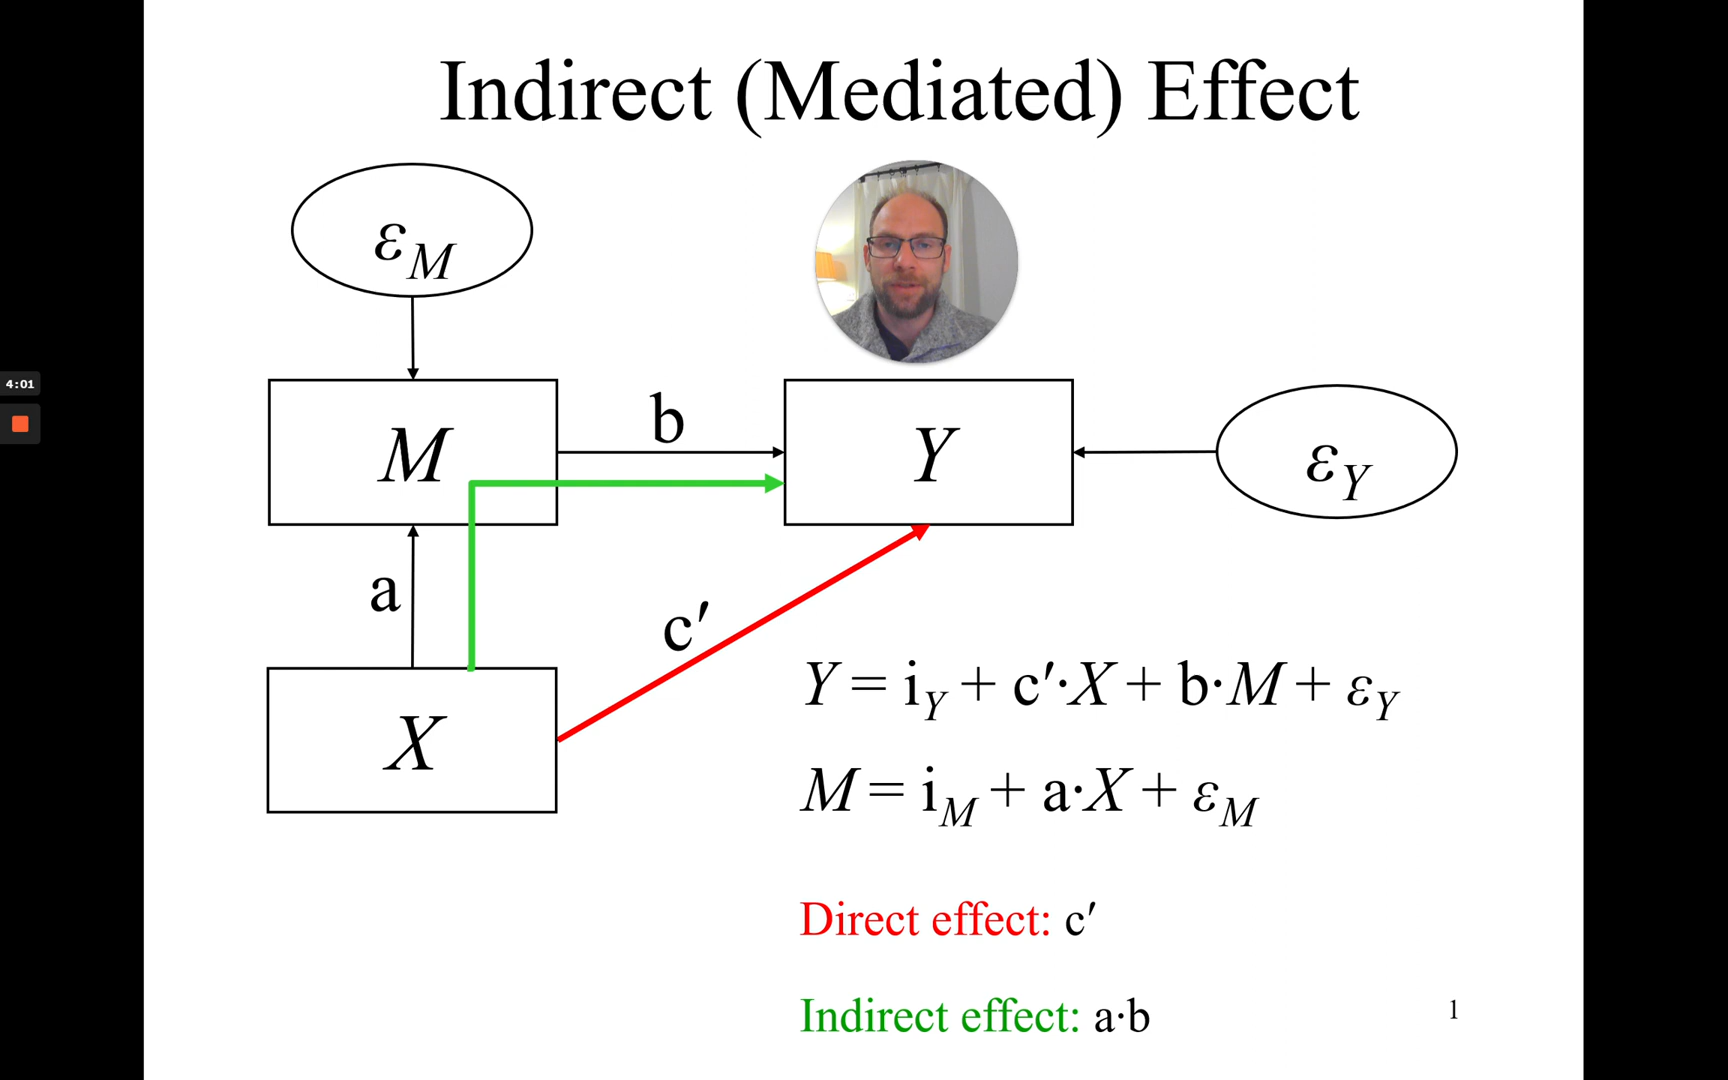 Indirect (Mediated) Effect
ε_M
4:01
M
b
Y
ε_Y
a
c′
X
Y = i_Y + c′·X + b·M + ε_Y
M = i_M + a·X + ε_M
Direct effect: c′
Indirect effect: a·b
1